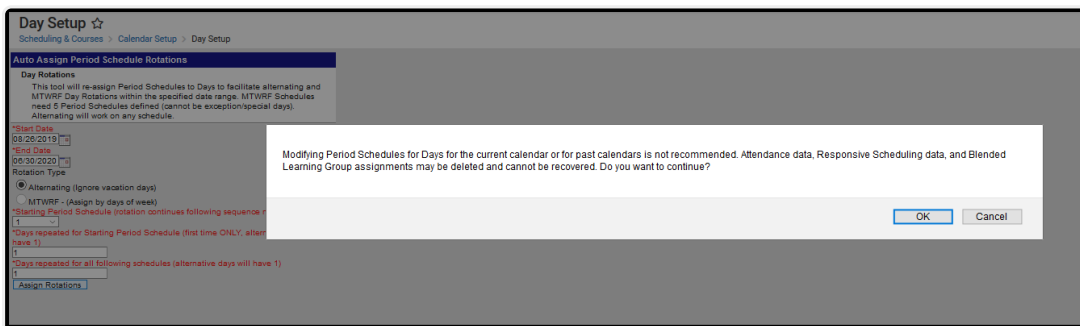 Day Setup ☆
Scheduling & Courses > Calendar Setup > Day Setup
Auto Assign Period Schedule Rotations
Day Rotations
This tool will re-assign Period Schedules to Days to facilitate alternating and
MTWRF Day Rotations within the specified date range. MTWRF Schedules
need 5 Period Schedules defined (cannot be exception/special days).
Alternating will work on any schedule.
*Start Date
08/26/2019
*End Date
06/30/2020
Rotation Type
Alternating (Ignore vacation days)
MTWRF - (Assign by days of week)
*Starting Period Schedule (rotation continues following sequence
1
*Days repeated for Starting Period Schedule (first time ONLY, altern
have 1)
1
*Days repeated for all following schedules (alternative days will have 1)
1
Assign Rotations
Modifying Period Schedules for Days for the current calendar or for past calendars is not recommended. Attendance data, Responsive Scheduling data, and Blended
Learning Group assignments may be deleted and cannot be recovered. Do you want to continue?
OK Cancel